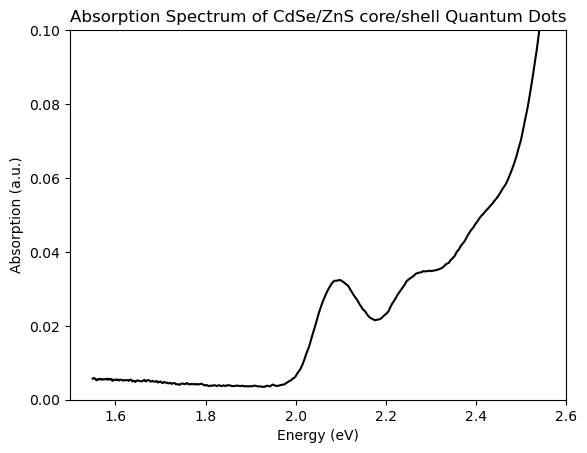 Absorption Spectrum of CdSe/ZnS core/shell Quantum Dots
0.10
0.08
0.06
0.04
0.02
0.00
Absorption (a.u.)
1.6 1.8 2.0 2.2 2.4 2.6
Energy (eV)